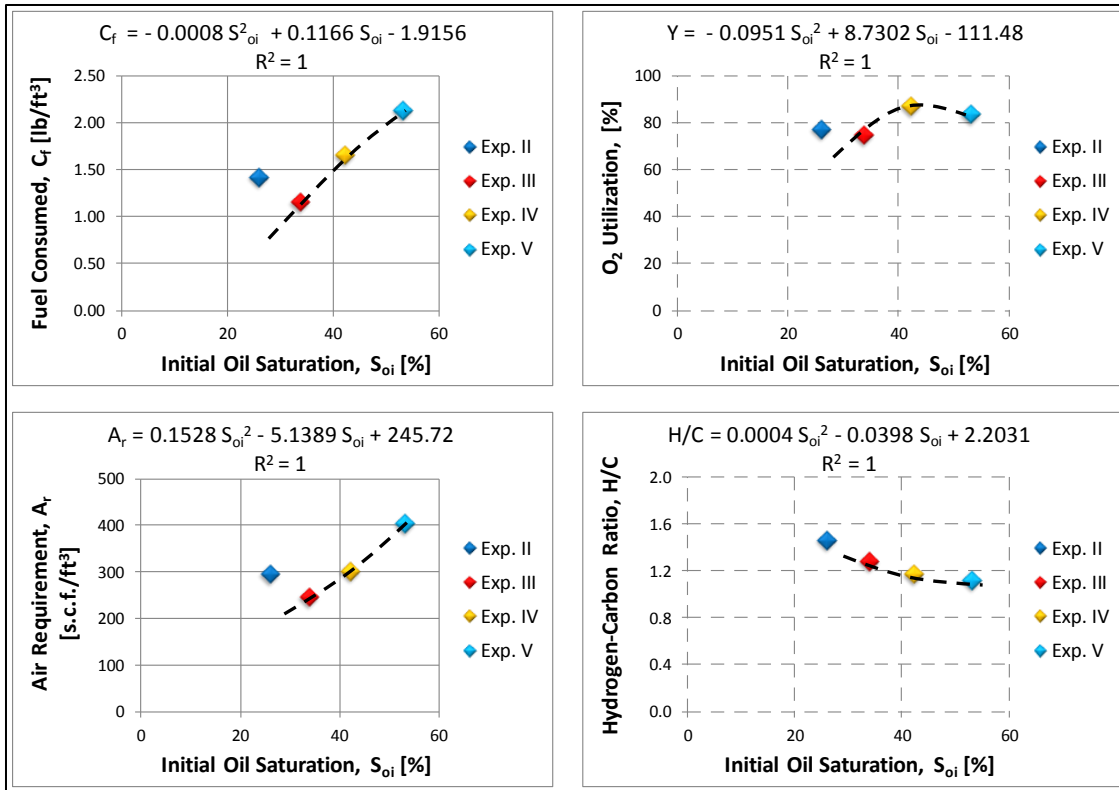 C_f = - 0.0008 S²_oi + 0.1166 S_oi - 1.9156
R² = 1
Fuel Consumed, C_f [lb/ft³]
2.50
2.00
1.50
1.00
0.50
0.00
0 20 40 60
Initial Oil Saturation, S_oi [%]
Exp. II
Exp. III
Exp. IV
Exp. V
Y = - 0.0951 S_oi² + 8.7302 S_oi - 111.48
R² = 1
O₂ Utilization, [%]
100
80
60
40
20
0
0 20 40 60
Initial Oil Saturation, S_oi [%]
Exp. II
Exp. III
Exp. IV
Exp. V
A_r = 0.1528 S_oi² - 5.1389 S_oi + 245.72
R² = 1
Air Requirement, A_r
[s.c.f./ft³]
500
400
300
200
100
0
0 20 40 60
Initial Oil Saturation, S_oi [%]
Exp. II
Exp. III
Exp. IV
Exp. V
H/C = 0.0004 S_oi² - 0.0398 S_oi + 2.2031
R² = 1
Hydrogen-Carbon Ratio, H/C
2.0
1.6
1.2
0.8
0.4
0.0
0 20 40 60
Initial Oil Saturation, S_oi [%]
Exp. II
Exp. III
Exp. IV
Exp. V